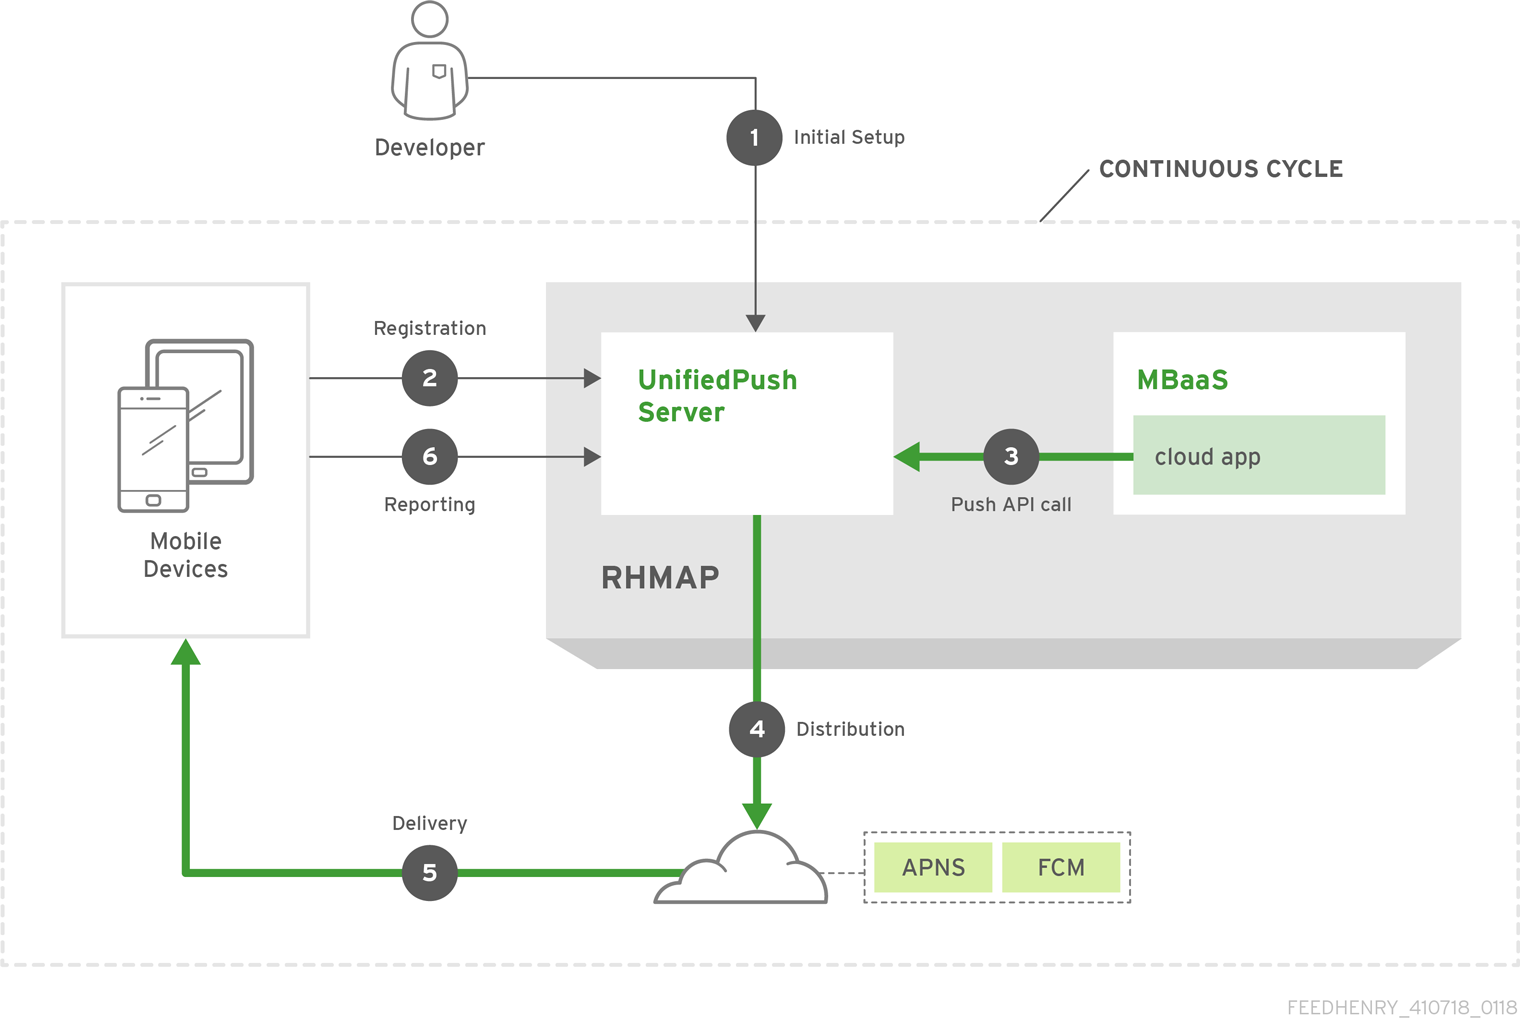 Developer
1
Initial Setup
CONTINUOUS CYCLE
Registration
2
6
Reporting
Mobile
Devices
UnifiedPush
Server
MBaaS
cloud app
3
Push API call
RHMAP
4
Distribution
Delivery
5
APNS
FCM
FEEDHENRY_410718_0118